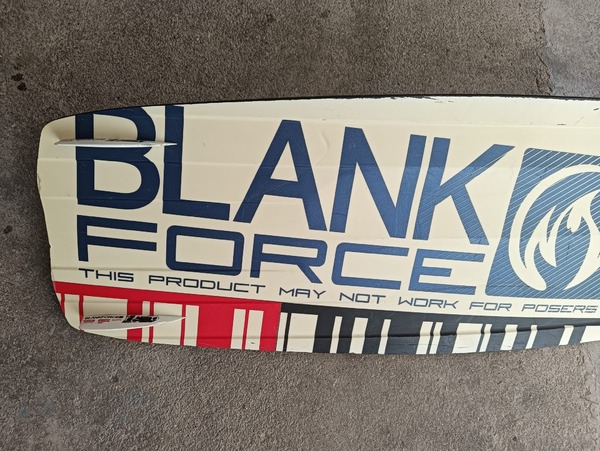 BLANK
FORCE
THIS PRODUCT MAY NOT WORK FOR POSERS